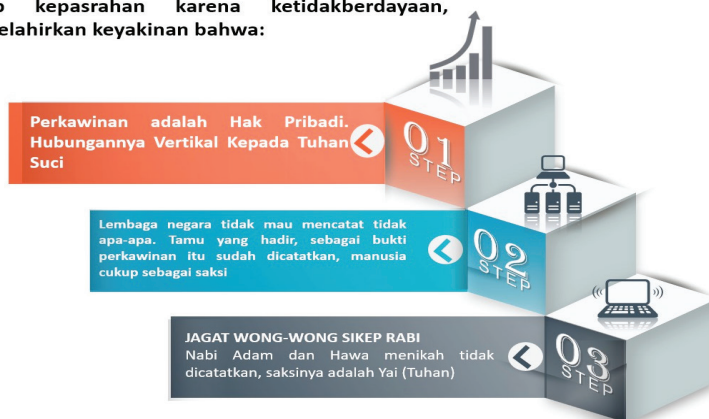 kepasrahan karena ketidakberdayaan,
elahirkan keyakinan bahwa:
Perkawinan adalah Hak Pribadi.
Hubungannya Vertikal Kepada Tuhan
Suci
01
STEP
Lembaga negara tidak mau mencatat tidak
apa-apa. Tamu yang hadir, sebagai bukti
perkawinan itu sudah dicatatkan, manusia
cukup sebagai saksi
02
STEP
JAGAT WONG-WONG SIKEP RABI
Nabi Adam dan Hawa menikah tidak
dicatatkan, saksinya adalah Yai (Tuhan)
03
STEP